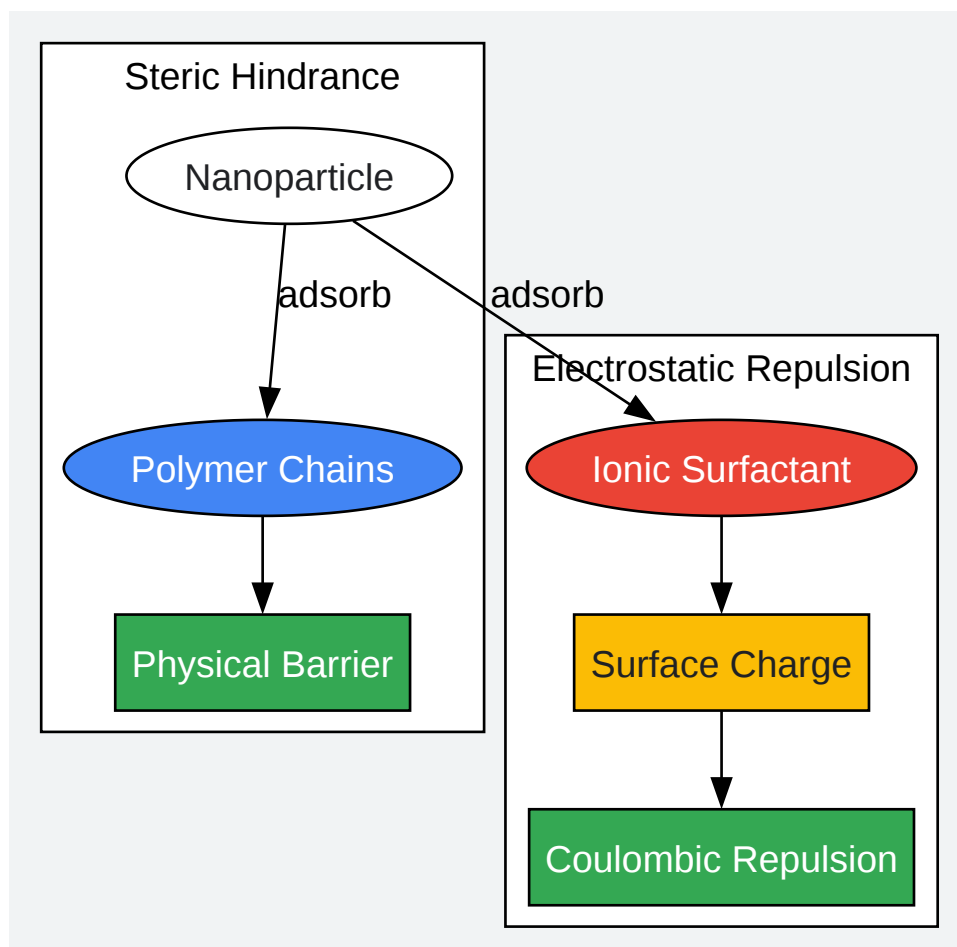 Steric Hindrance
Nanoparticle
adsorb
adsorb
Electrostatic Repulsion
Polymer Chains
Ionic Surfactant
Physical Barrier
Surface Charge
Coulombic Repulsion